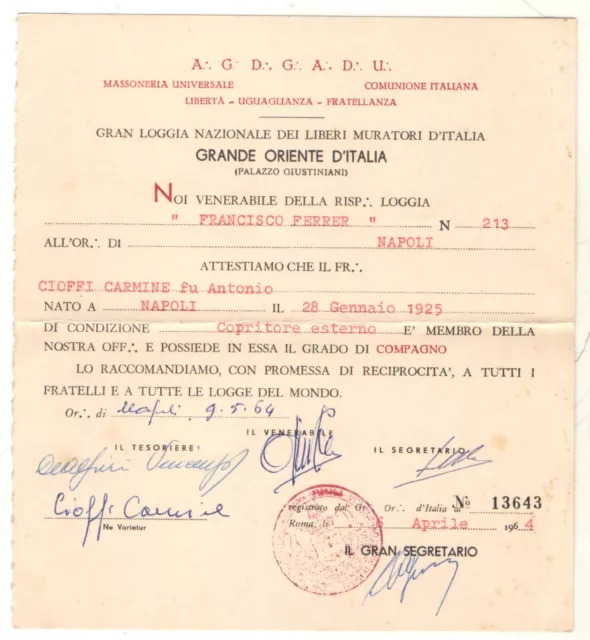 A∴ G∴ D∴ G∴ A∴ D∴ U∴
MASSONERIA UNIVERSALE COMUNIONE ITALIANA
LIBERTÀ - UGUAGLIANZA - FRATELLANZA
GRAN LOGGIA NAZIONALE DEI LIBERI MURATORI D'ITALIA
GRANDE ORIENTE D'ITALIA
(PALAZZO GIUSTINIANI)
NOI VENERABILE DELLA RISP∴ LOGGIA
" FRANCISCO FERRER " N 213
ALL'OR∴ DI NAPOLI
ATTESTIAMO CHE IL FR∴
CIOFFI CARMINE fu Antonio
NATO A NAPOLI IL 28 Gennaio 1925
DI CONDIZIONE Copritore esterno E' MEMBRO DELLA
NOSTRA OFF∴ E POSSIEDE IN ESSA IL GRADO DI COMPAGNO
LO RACCOMANDIAMO, CON PROMESSA DI RECIPROCITA', A TUTTI I
FRATELLI E A TUTTE LE LOGGE DEL MONDO.
Or∴ di Napoli 9.5.64
IL VENERABILE
IL TESORIERE IL SEGRETARIO
Cioffi Carmine
Ne Varietur
registrato dal Gr∴ Or∴ d'Italia al Nº 13643
Roma, li 6 Aprile 1964
IL GRAN SEGRETARIO